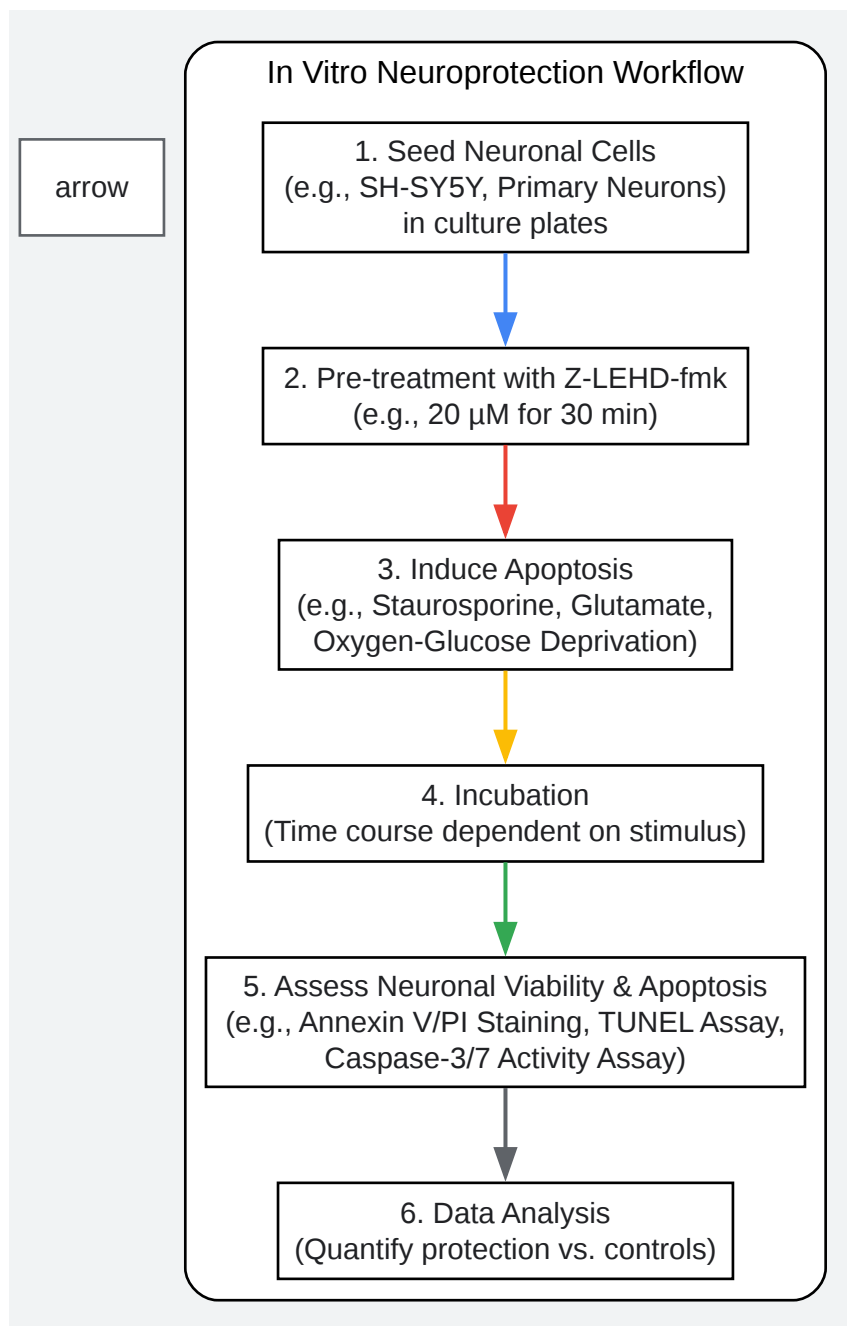 In Vitro Neuroprotection Workflow
arrow
1. Seed Neuronal Cells
(e.g., SH-SY5Y, Primary Neurons)
in culture plates
2. Pre-treatment with Z-LEHD-fmk
(e.g., 20 µM for 30 min)
3. Induce Apoptosis
(e.g., Staurosporine, Glutamate,
Oxygen-Glucose Deprivation)
4. Incubation
(Time course dependent on stimulus)
5. Assess Neuronal Viability & Apoptosis
(e.g., Annexin V/PI Staining, TUNEL Assay,
Caspase-3/7 Activity Assay)
6. Data Analysis
(Quantify protection vs. controls)